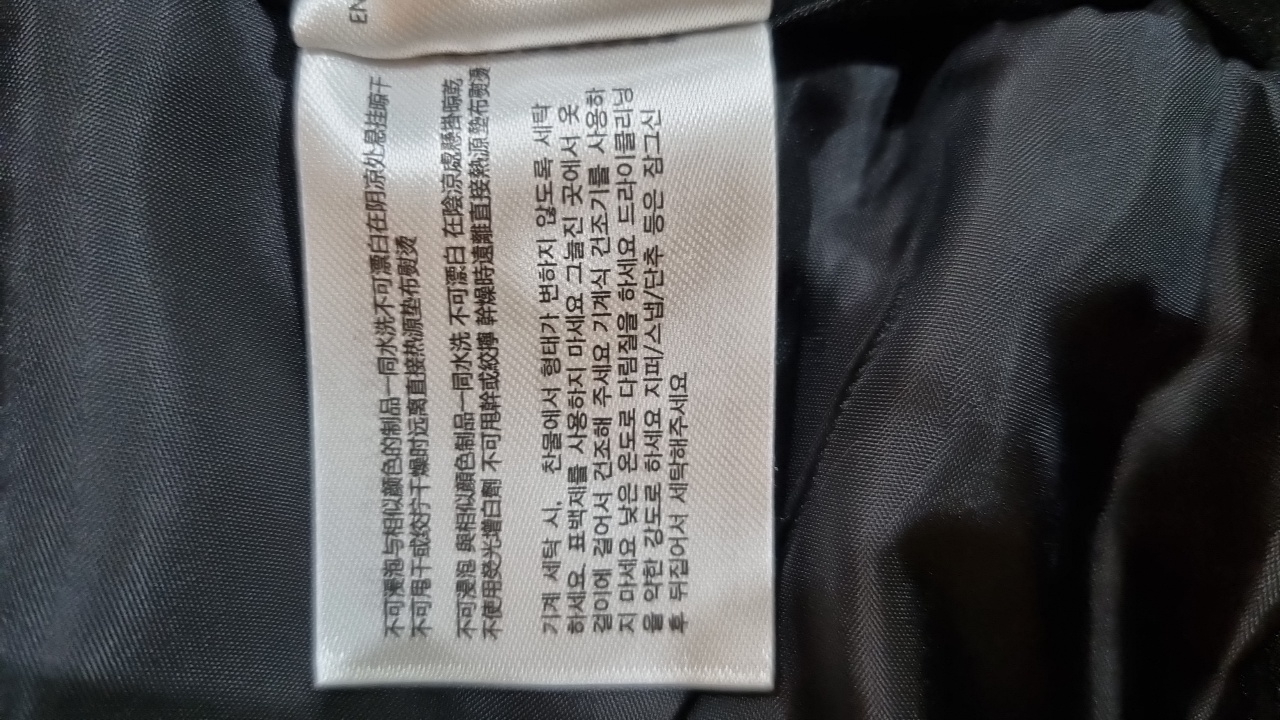 EN
不可浸泡与相似颜色的制品一同水洗不可漂白在阴凉处悬挂晾干
不可甩干或绞拧干燥时远离直接热源垫布熨烫
不可浸泡 與相似顏色制品一同水洗 不可漂白 在陰凉處懸掛晾乾
不使用熒光增白劑 不可甩幹或絞擰 幹燥時遠離直接熱源墊布熨燙
기계 세탁 시, 찬물에서 형태가 변하지 않도록 세탁
하세요 표백제를 사용하지 마세요 그늘진 곳에서 옷
걸이에 걸어서 건조해 주세요 기계식 건조기를 사용하
지 마세요 낮은 온도로 다림질을 하세요 드라이클리닝
을 약한 강도로 하세요 지퍼/스냅/단추 등은 잠그신
후 뒤집어서 세탁해주세요